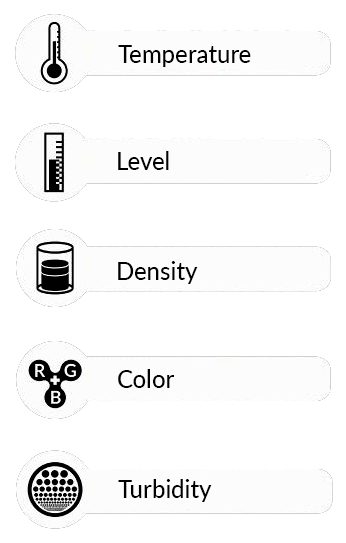 Temperature
Level
Density
R G
B
Color
Turbidity